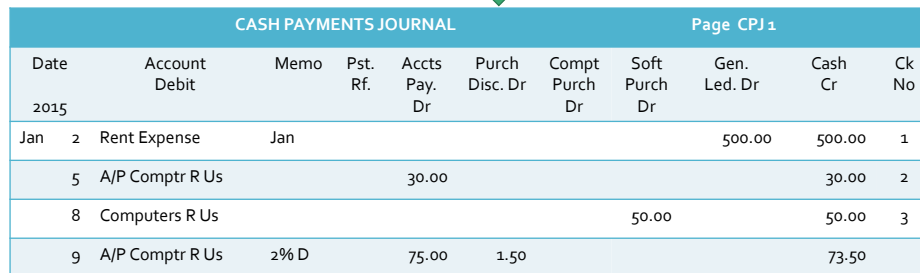 CASH PAYMENTS JOURNAL Page CPJ 1
Date Account Debit Memo Pst. Rf. Accts Pay. Dr Purch Disc. Dr Compt Purch Dr Soft Purch Dr Gen. Led. Dr Cash Cr Ck No
2015
Jan 2 Rent Expense Jan 500.00 500.00 1
5 A/P Comptr R Us 30.00 30.00 2
8 Computers R Us 50.00 50.00 3
9 A/P Comptr R Us 2% D 75.00 1.50 73.50